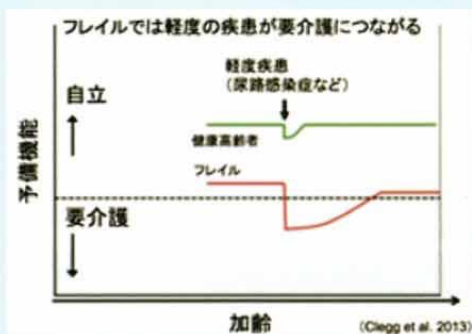 フレイルでは軽度の疾患が要介護につながる
軽度疾患
(尿路感染症など)
自立
健康高齢者
フレイル
予備機能
要介護
加齢
(Clegg et al. 2013)